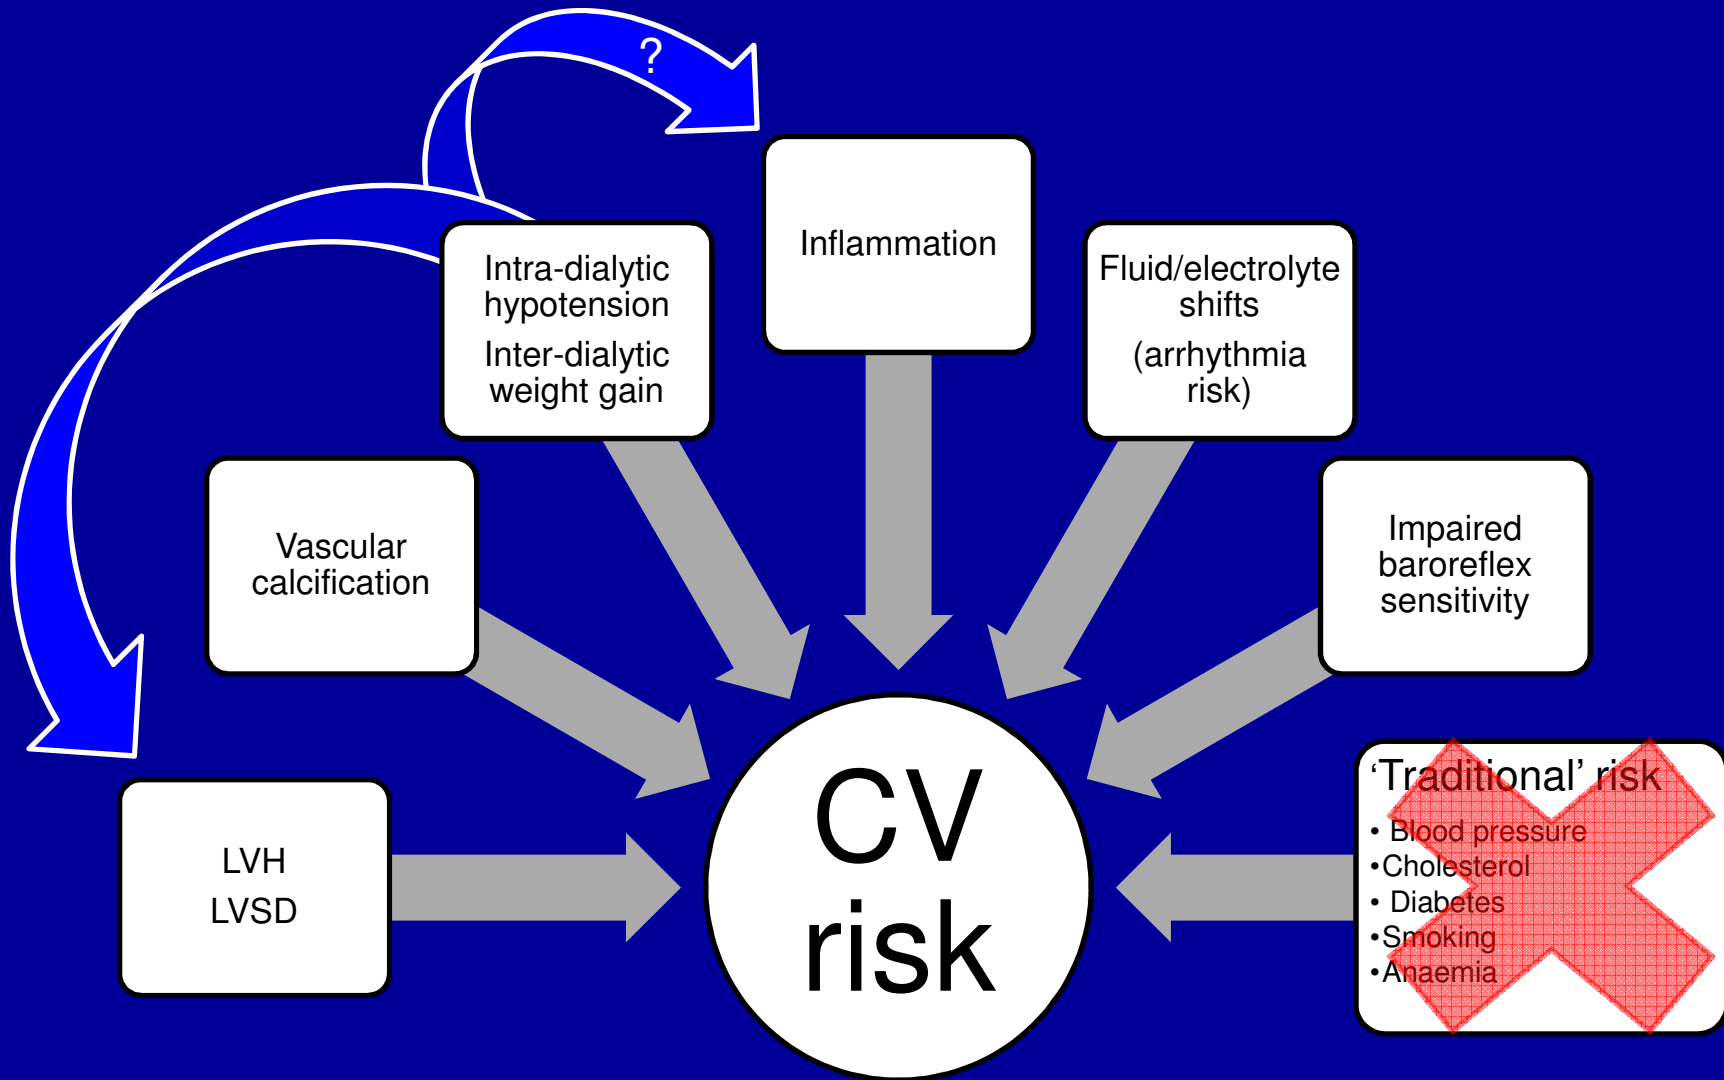 ?
Inflammation
Intra-dialytic
hypotension
Inter-dialytic
weight gain
Fluid/electrolyte
shifts
(arrhythmia
risk)
Vascular
calcification
Impaired
baroreflex
sensitivity
LVH
LVSD
CV
risk
‘Traditional’ risk
• Blood pressure
•Cholesterol
• Diabetes
•Smoking
•Anaemia